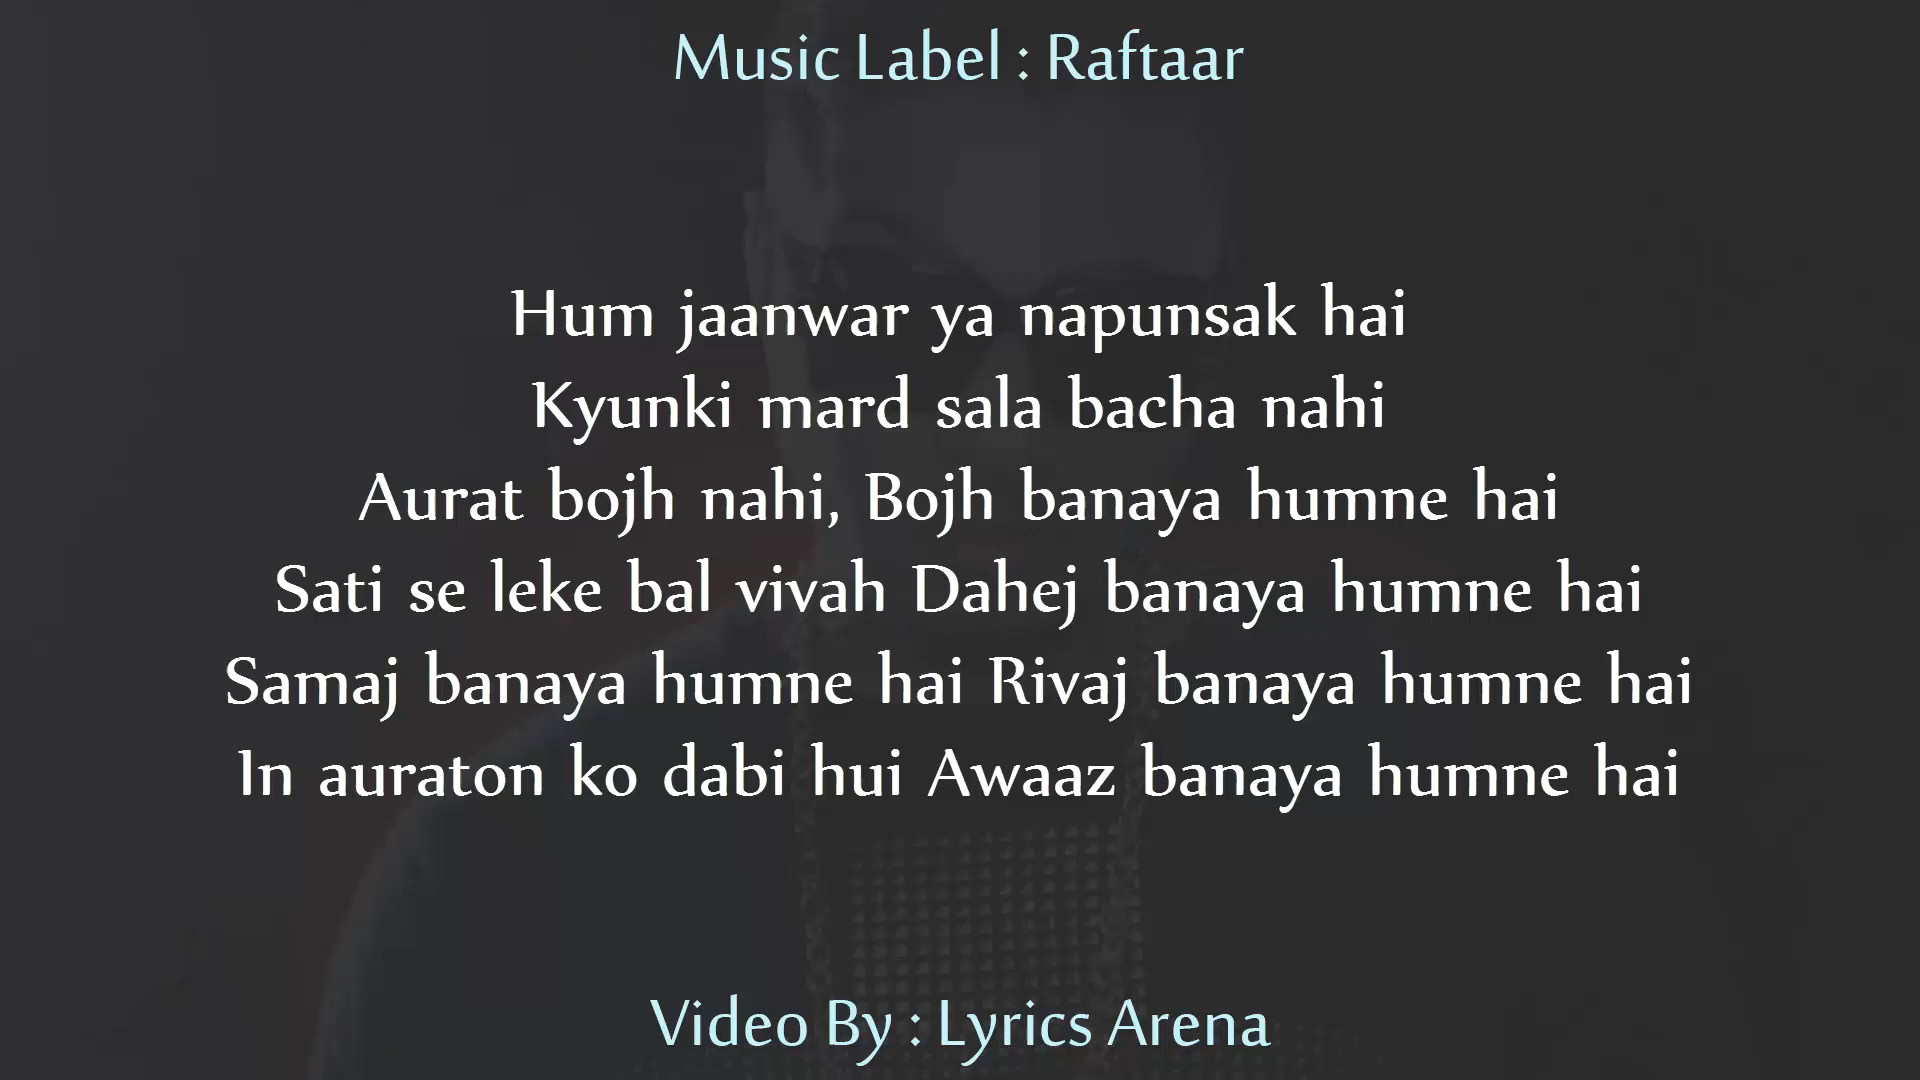 Music Label : Raftaar
Hum jaanwar ya napunsak hai
Kyunki mard sala bacha nahi
Aurat bojh nahi, Bojh banaya humne hai
Sati se leke bal vivah Dahej banaya humne hai
Samaj banaya humne hai Rivaj banaya humne hai
In auraton ko dabi hui Awaaz banaya humne hai
Video By : Lyrics Arena